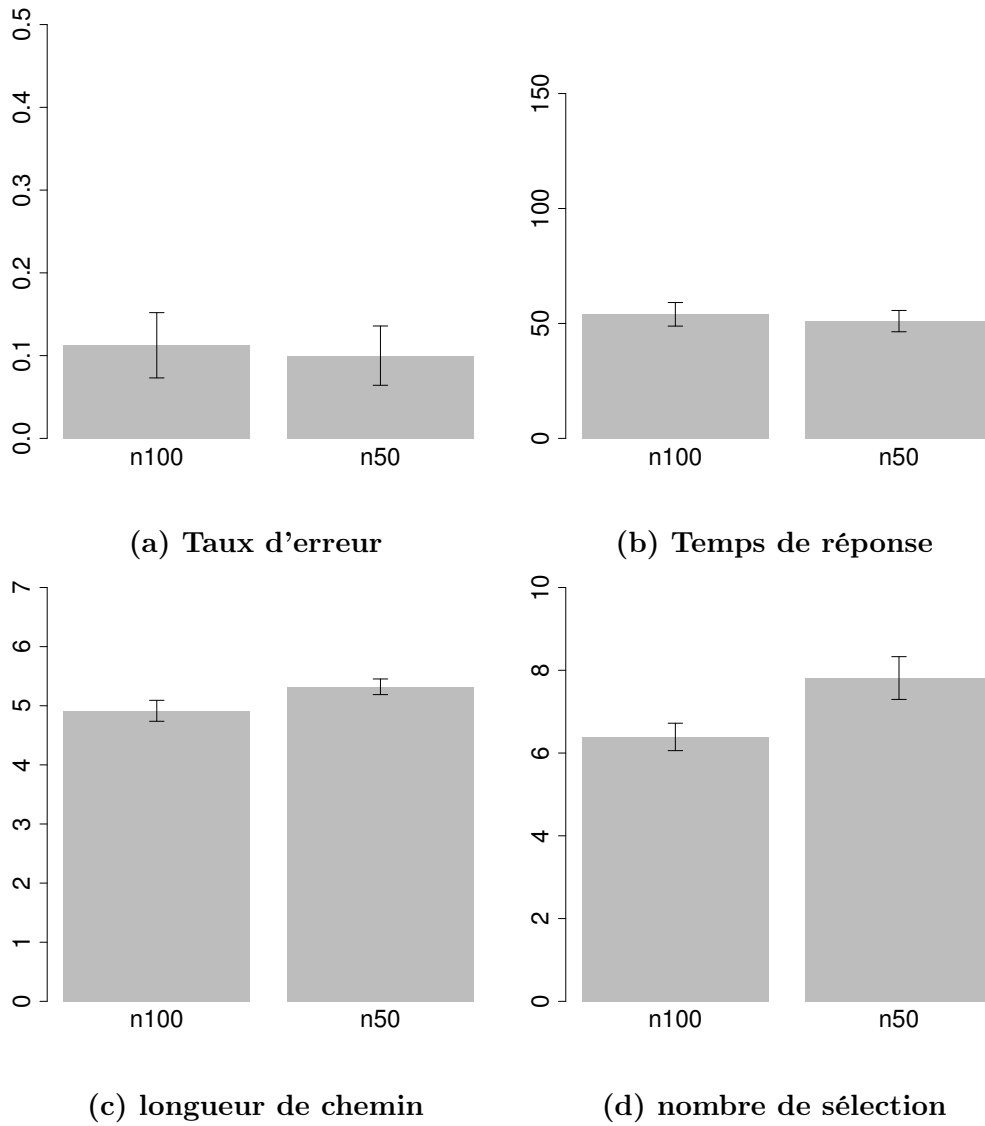 0.0 0.1 0.2 0.3 0.4 0.5
n100 n50
(a) Taux d'erreur
0 50 100 150
n100 n50
(b) Temps de réponse
0 1 2 3 4 5 6 7
n100 n50
(c) longueur de chemin
0 2 4 6 8 10
n100 n50
(d) nombre de sélection